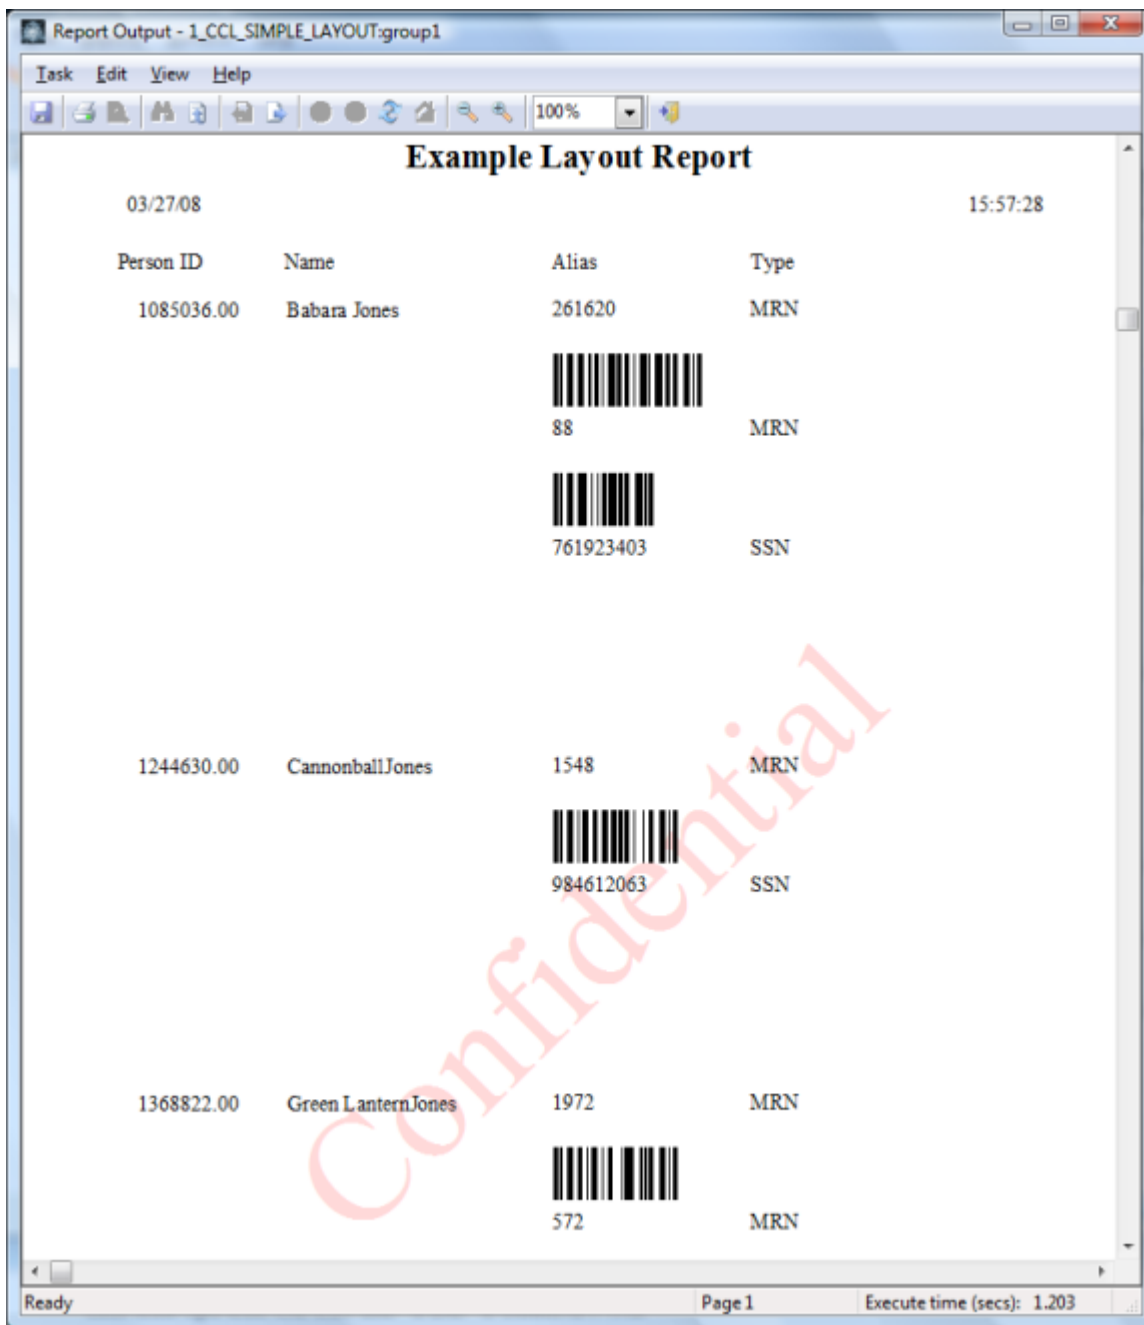 Report Output - 1_CCL_SIMPLE_LAYOUT:group1
Task Edit View Help
100%
Example Layout Report
03/27/08 15:57:28
Person ID Name Alias Type
1085036.00 Babara Jones 261620 MRN
88 MRN
761923403 SSN
1244630.00 CannonballJones 1548 MRN
984612063 SSN
1368822.00 Green LanternJones 1972 MRN
572 MRN
Confidential
Ready Page 1 Execute time (secs): 1.203